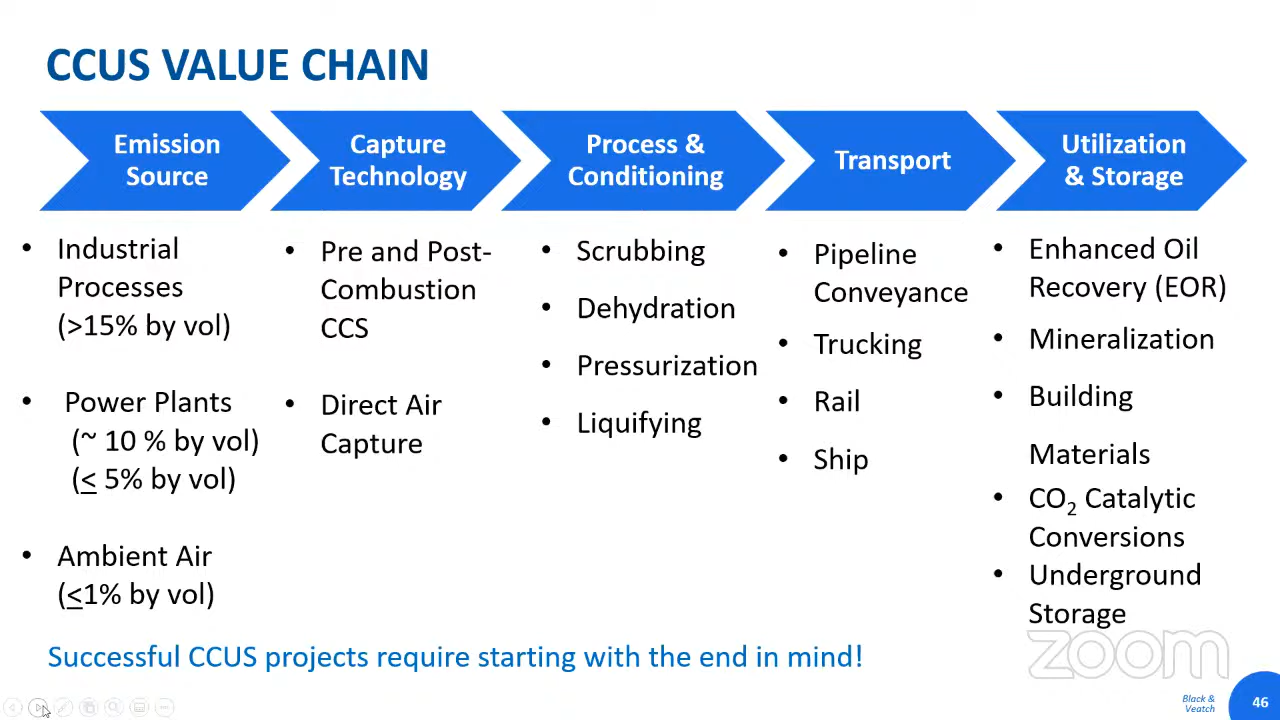 CCUS VALUE CHAIN
Emission
Source
Capture
Technology
Process &
Conditioning
Transport
Utilization
& Storage
• Industrial
Processes
(>15% by vol)
• Power Plants
(~ 10 % by vol)
(≤ 5% by vol)
• Ambient Air
(≤1% by vol)
• Pre and Post-
Combustion
CCS
• Direct Air
Capture
• Scrubbing
• Dehydration
• Pressurization
• Liquifying
• Pipeline
Conveyance
• Trucking
• Rail
• Ship
• Enhanced Oil
Recovery (EOR)
• Mineralization
• Building
Materials
• CO₂ Catalytic
Conversions
• Underground
Storage
Successful CCUS projects require starting with the end in mind!
zoom
Black &
Veatch
46